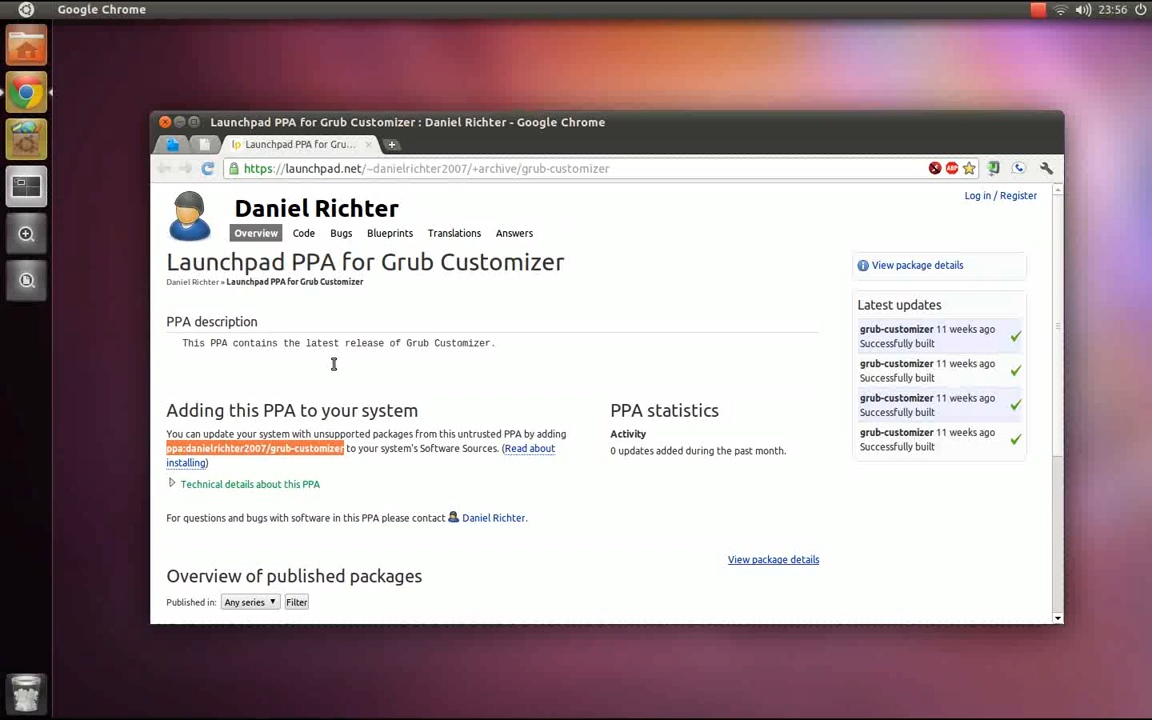 Google Chrome
23:56
Launchpad PPA for Grub Customizer : Daniel Richter - Google Chrome
lp Launchpad PPA for Gru...
https://launchpad.net/~danielrichter2007/+archive/grub-customizer
ABP
Log in / Register
Daniel Richter
Overview Code Bugs Blueprints Translations Answers
Launchpad PPA for Grub Customizer
Daniel Richter » Launchpad PPA for Grub Customizer
PPA description
This PPA contains the latest release of Grub Customizer.
Adding this PPA to your system
You can update your system with unsupported packages from this untrusted PPA by adding
ppa:danielrichter2007/grub-customizer to your system's Software Sources. (Read about
installing)
Technical details about this PPA
For questions and bugs with software in this PPA please contact Daniel Richter.
PPA statistics
Activity
0 updates added during the past month.
View package details
Overview of published packages
Published in: Any series Filter
View package details
Latest updates
grub-customizer 11 weeks ago
Successfully built
grub-customizer 11 weeks ago
Successfully built
grub-customizer 11 weeks ago
Successfully built
grub-customizer 11 weeks ago
Successfully built